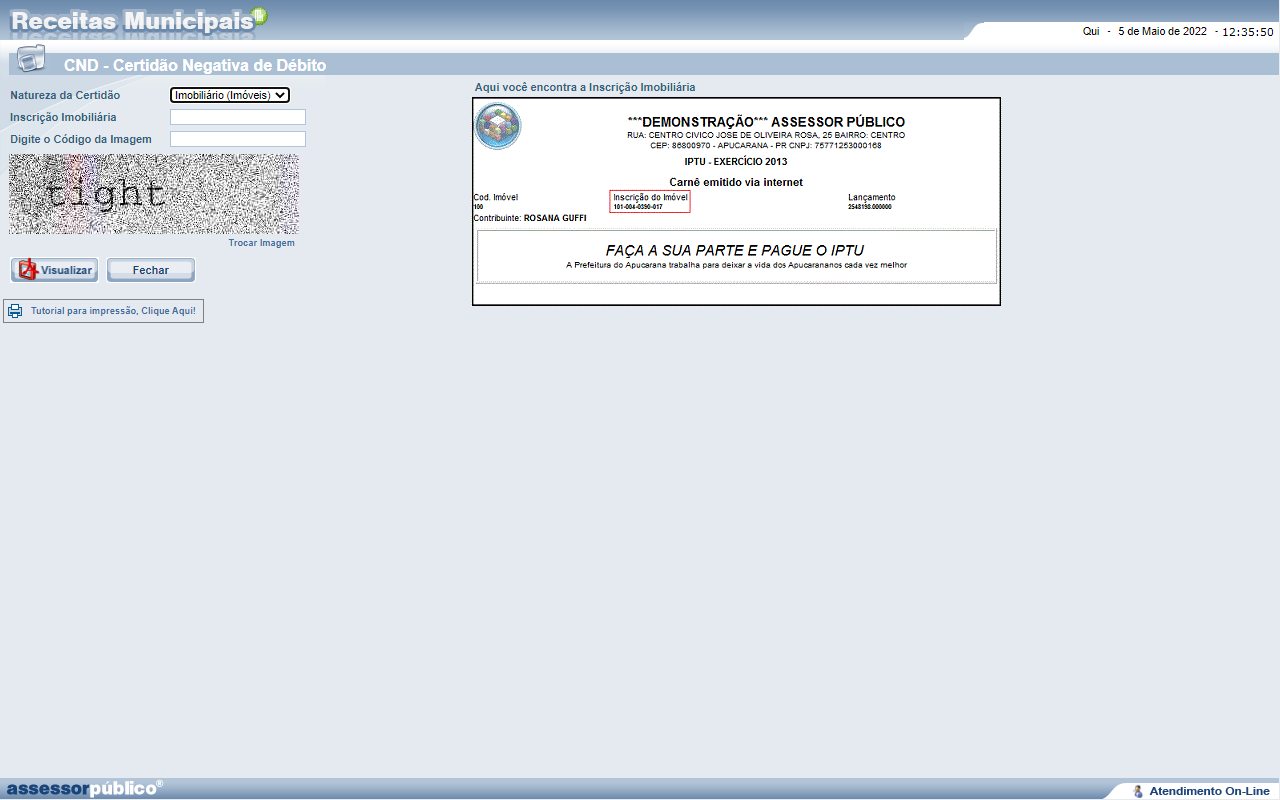 Receitas Municipais
Qui - 5 de Maio de 2022 - 12:35:50
CND - Certidão Negativa de Débito
Natureza da Certidão
Imobiliário (Imóveis)
Inscrição Imobiliária
Digite o Código da Imagem
tight
Trocar Imagem
Visualizar
Fechar
Tutorial para impressão, Clique Aqui!
Aqui você encontra a Inscrição Imobiliária
***DEMONSTRAÇÃO*** ASSESSOR PÚBLICO
RUA: CENTRO CIVICO JOSE DE OLIVEIRA ROSA, 25 BAIRRO: CENTRO
CEP: 86800970 - APUCARANA - PR CNPJ: 75771253000168
IPTU - EXERCÍCIO 2013
Carnê emitido via internet
Cod. Imóvel
100
Inscrição do Imóvel
101-004-0390-017
Lançamento
2548198.000000
Contribuinte: ROSANA GUFFI
FAÇA A SUA PARTE E PAGUE O IPTU
A Prefeitura do Apucarana trabalha para deixar a vida dos Apucarananos cada vez melhor
assessorpúblico®
Atendimento On-Line